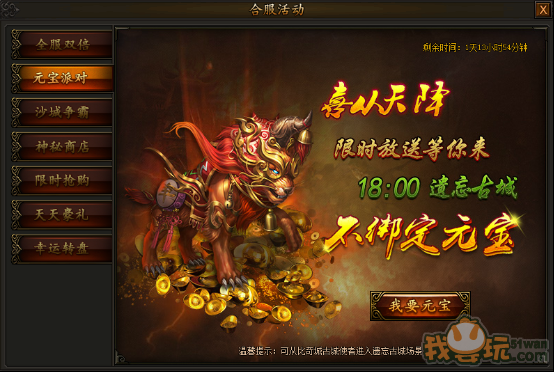 合服活动
X
全服双倍
元宝派对
沙城争霸
神秘商店
限时抢购
天天豪礼
幸运转盘
剩余时间：1天13小时54分钟
喜从天降
限时放送等你来
18:00 遗忘古城
不绑定元宝
我要元宝
温馨提示：可从比奇城古城使者进入遗忘古城场景
51wan
我要玩